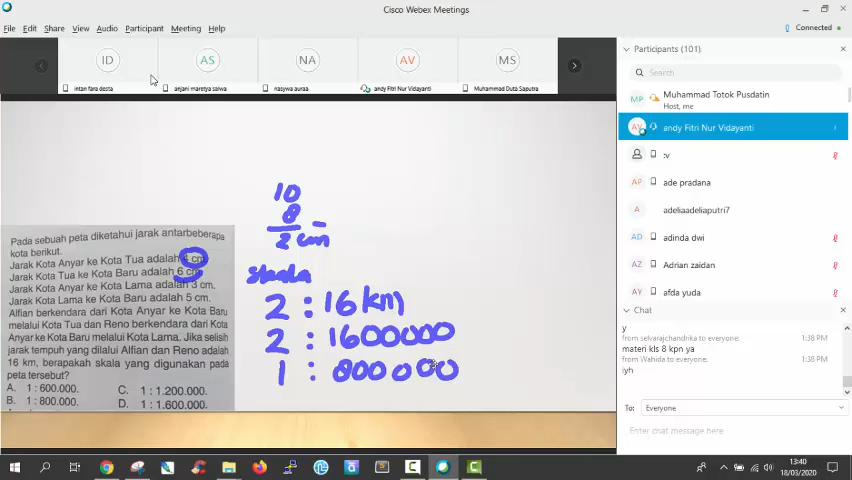 Cisco Webex Meetings
File Edit Share View Audio Participant Meeting Help
Connected
ID
AS
NA
AV
MS
intan fara desta
anjani maretya salwa
nasywa auraa
andy Fitri Nur Vidayanti
Muhammad Duta Saputra
Participants (101)
Search
MP
Muhammad Totok Pusdatin
Host, me
AV
andy Fitri Nur Vidayanti
:v
AP
ade pradana
A
adeliaadeliaputri7
AD
adinda dwi
AZ
Adrian zaidan
AY
afda yuda
Chat
y
from selvarajchandrika to everyone:
1:38 PM
materi kls 8 kpn ya
from Wahida to everyone:
1:38 PM
iyh
To:
Everyone
Enter chat message here
Pada sebuah peta diketahui jarak antarbeberapa
kota berikut.
Jarak Kota Anyar ke Kota Tua adalah 4 cm.
Jarak Kota Tua ke Kota Baru adalah 6 cm.
Jarak Kota Anyar ke Kota Lama adalah 3 cm.
Jarak Kota Lama ke Kota Baru adalah 5 cm.
Alfian berkendara dari Kota Anyar ke Kota Baru
melalui Kota Tua dan Reno berkendara dari Kota
Anyar ke Kota Baru melalui Kota Lama. Jika selisih
jarak tempuh yang dilalui Alfian dan Reno adalah
16 km, berapakah skala yang digunakan pada
peta tersebut?
A. 1 : 600.000.
C. 1 : 1.200.000.
B. 1 : 800.000.
D. 1 : 1.600.000.
10
8
2 cm
skala
2 : 16 km
2 : 1600000
1 : 800000
13:40
18/03/2020